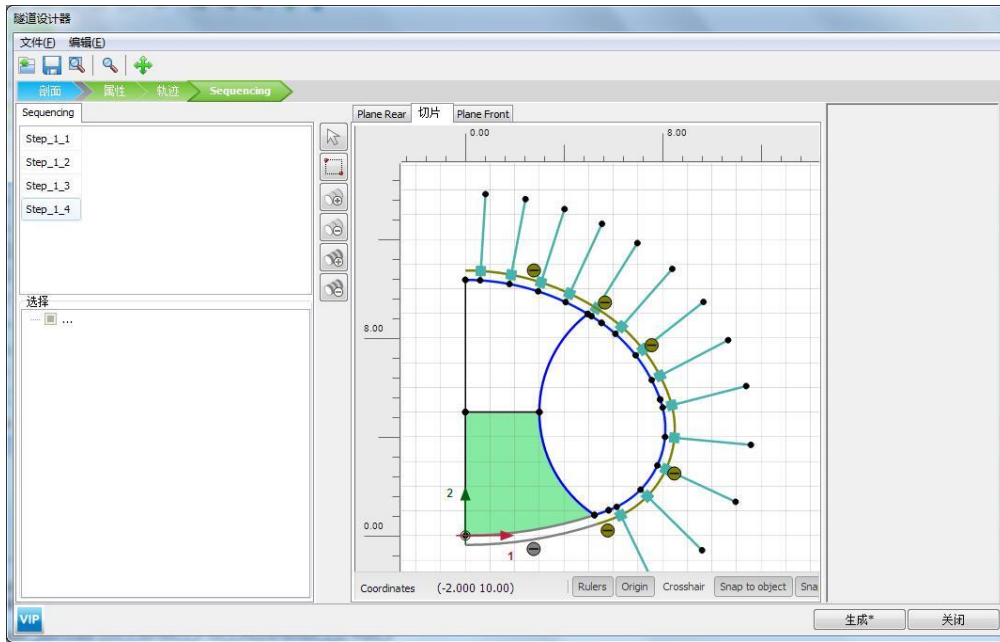 隧道设计器
文件(F) 编辑(E)
剖面 属性 轨迹 Sequencing
Sequencing
Step_1_1
Step_1_2
Step_1_3
Step_1_4
选择
...
Plane Rear 切片 Plane Front
0.00 8.00
8.00
2
0.00
1
Coordinates (-2.000 10.00) Rulers Origin Crosshair Snap to object Sna
VIP 生成* 关闭